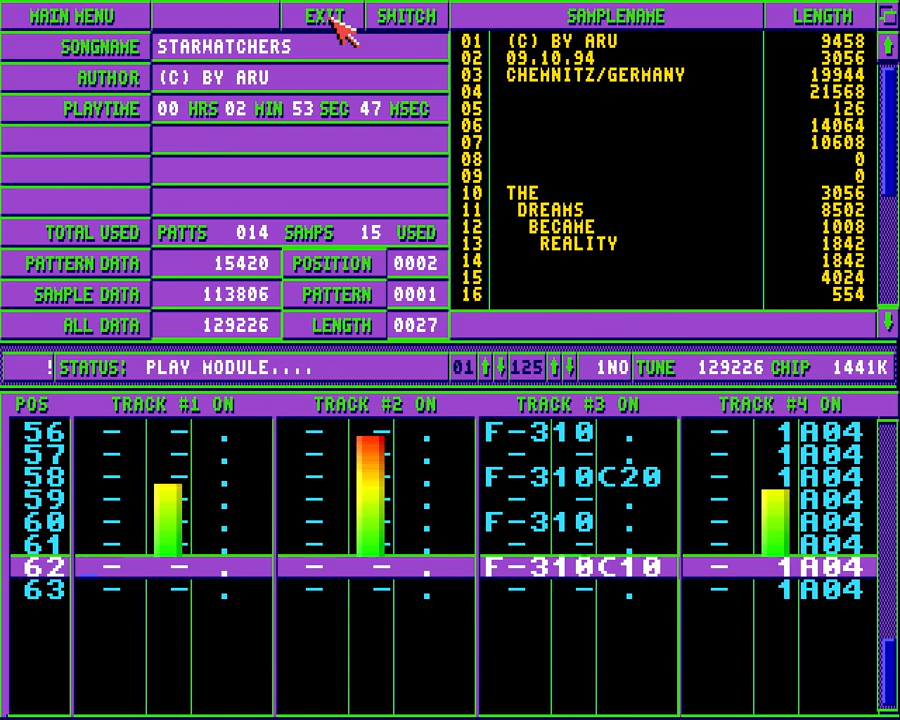 MAIN MENU EXIT SWITCH SAMPLENAME LENGTH
SONGNAME STARHATCHERS
AUTHOR (C) BY ARU
PLAYTIME 00 HRS 02 MIN 53 SEC 47 MSEC
TOTAL USED PATTS 014 SAMPS 15 USED
PATTERN DATA 15420 POSITION 0002
SAMPLE DATA 113806 PATTERN 0001
ALL DATA 129226 LENGTH 0027
01 (C) BY ARU 9458
02 09.10.94 3056
03 CHEMNITZ/GERMANY 19944
04 21568
05 126
06 14064
07 10608
08 0
09 0
10 THE 3056
11 DREAMS 8502
12 BECAME 1008
13 REALITY 1842
14 1842
15 4024
16 554
! STATUS: PLAY MODULE.... 01 125 1NO TUNE 129226 CHIP 1441K
POS TRACK #1 ON TRACK #2 ON TRACK #3 ON TRACK #4 ON
56 - - . - - . F-310 . - 1A04
57 - - . - - . - - . - 1A04
58 - - . - - . F-310C20 - 1A04
59 - - . - - . - - . - 1A04
60 - - . - - . F-310 . - 1A04
61 - - . - - . - - . - 1A04
62 - - . - - . F-310C10 - 1A04
63 - - . - - . - - . - 1A04